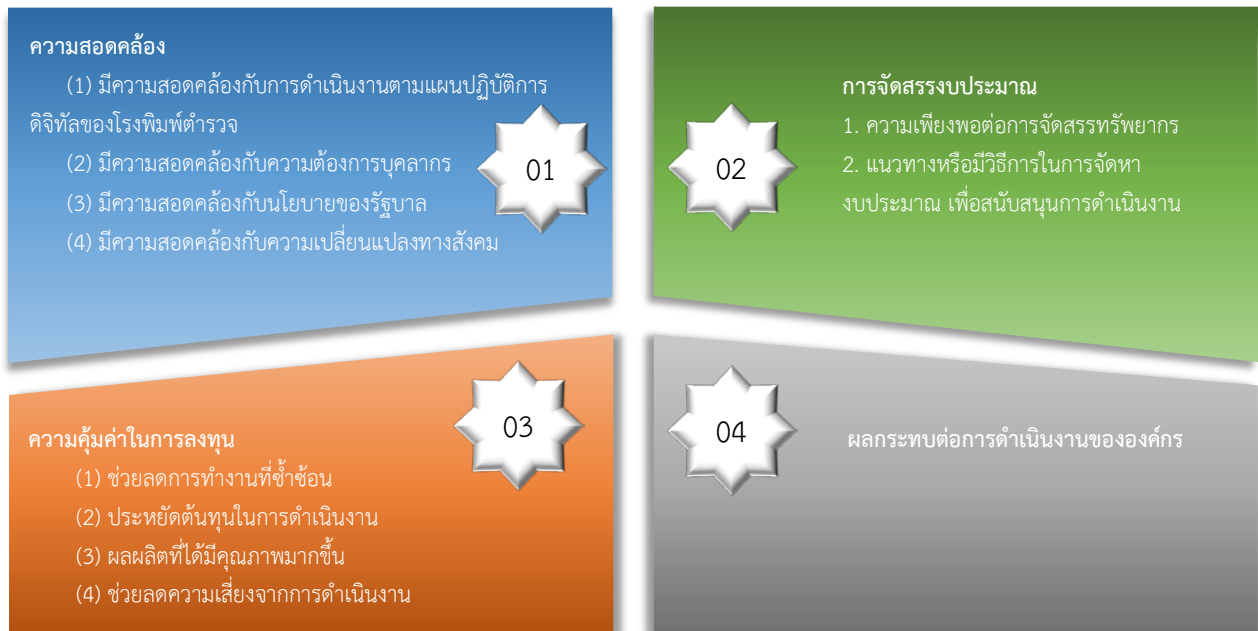 ความสอดคล้อง
(1) มีความสอดคล้องกับการดำเนินงานตามแผนปฏิบัติการ
ดิจิทัลของโรงพิมพ์ตำรวจ
(2) มีความสอดคล้องกับความต้องการบุคลากร
(3) มีความสอดคล้องกับนโยบายของรัฐบาล
(4) มีความสอดคล้องกับความเปลี่ยนแปลงทางสังคม
01
02
การจัดสรรงบประมาณ
1. ความเพียงพอต่อการจัดสรรทรัพยากร
2. แนวทางหรือมีวิธีการในการจัดหา
งบประมาณ เพื่อสนับสนุนการดำเนินงาน
03
ความคุ้มค่าในการลงทุน
(1) ช่วยลดการทำงานที่ซ้ำซ้อน
(2) ประหยัดต้นทุนในการดำเนินงาน
(3) ผลผลิตที่ได้มีคุณภาพมากขึ้น
(4) ช่วยลดความเสี่ยงจากการดำเนินงาน
04
ผลกระทบต่อการดำเนินงานขององค์กร